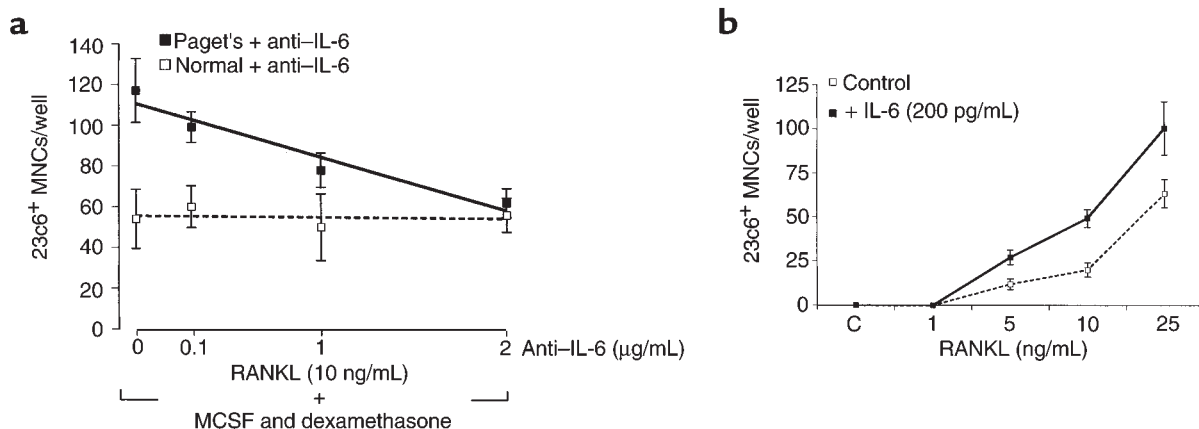 a
140
120
100
80
60
40
20
0
23c6⁺ MNCs/well
Paget's + anti–IL-6
Normal + anti–IL-6
0 0.1 1 2 Anti–IL-6 (μg/mL)
RANKL (10 ng/mL)
+
MCSF and dexamethasone
b
125
100
75
50
25
0
23c6⁺ MNCs/well
Control
+ IL-6 (200 pg/mL)
C 1 5 10 25
RANKL (ng/mL)